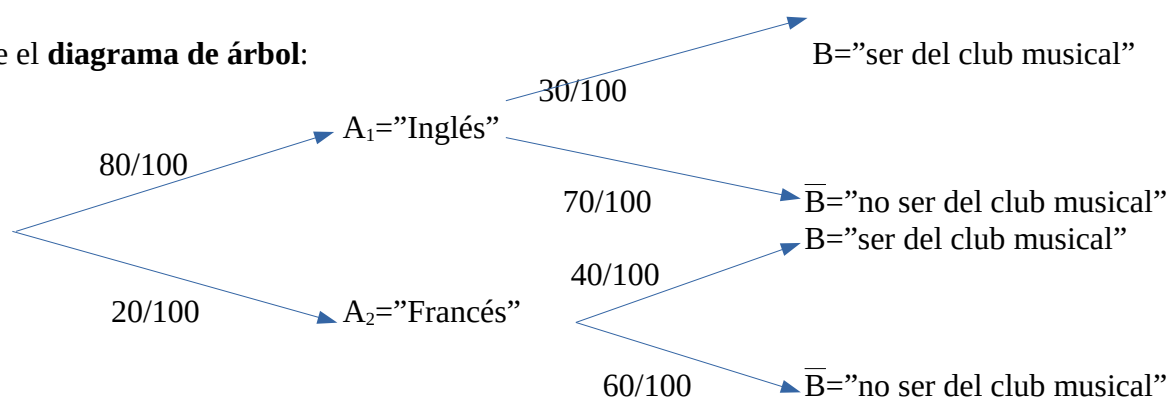 e el diagrama de árbol:
B=”ser del club musical”
30/100
A₁=”Inglés”
80/100
70/100
B̅=”no ser del club musical”
B=”ser del club musical”
40/100
20/100
A₂=”Francés”
60/100
B̅=”no ser del club musical”